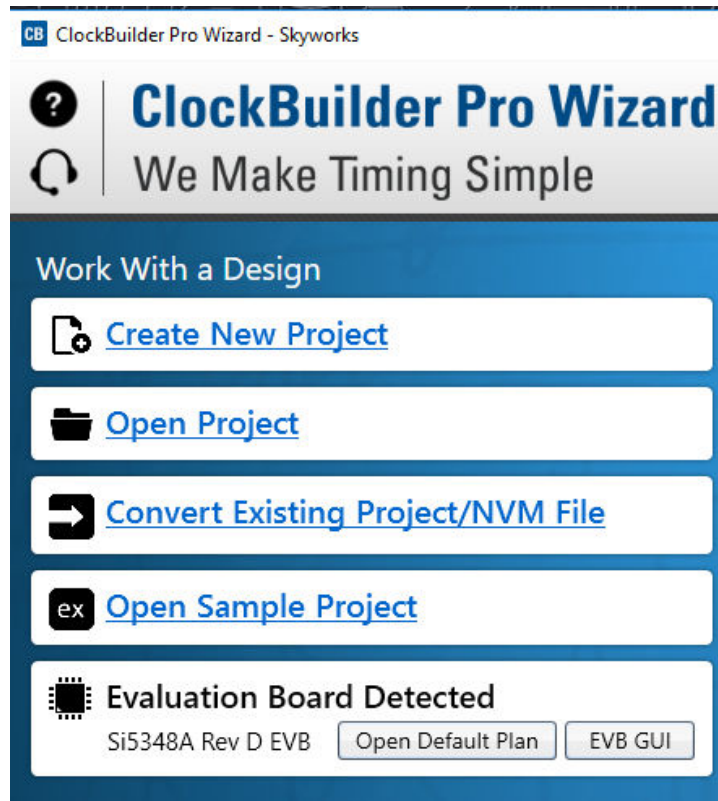 CB ClockBuilder Pro Wizard - Skyworks
? ClockBuilder Pro Wizard
We Make Timing Simple
Work With a Design
Create New Project
Open Project
Convert Existing Project/NVM File
ex Open Sample Project
Evaluation Board Detected
Si5348A Rev D EVB Open Default Plan EVB GUI